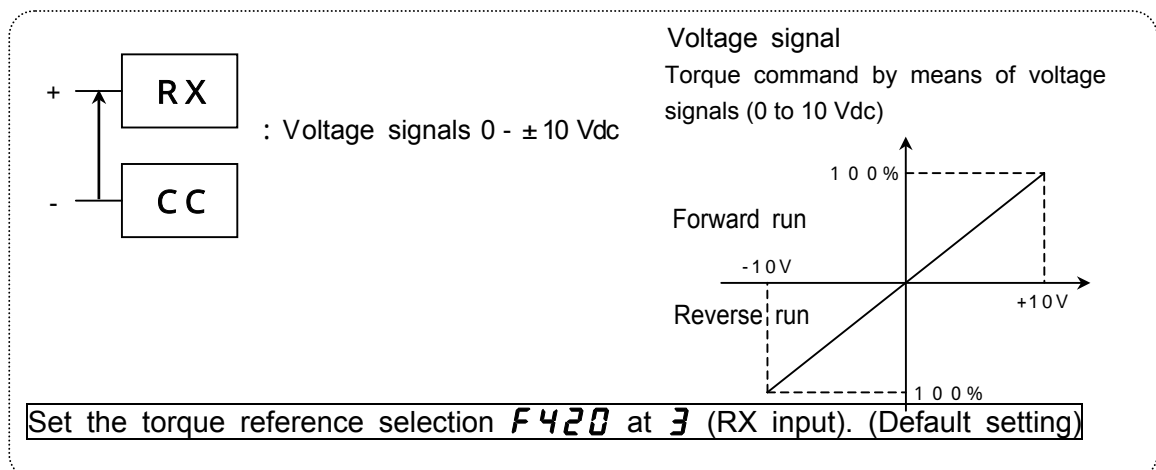 Voltage signal
Torque command by means of voltage
signals (0 to 10 Vdc)
+ RX
: Voltage signals 0 - ±10 Vdc
- CC
100%
Forward run
-10V
+10V
Reverse run
100%
Set the torque reference selection F420 at 3 (RX input). (Default setting)